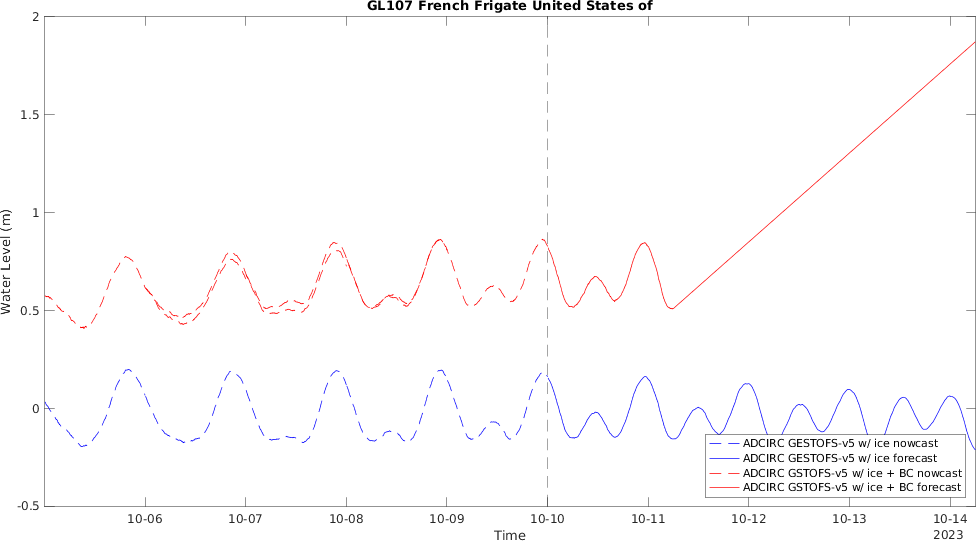 GL107 French Frigate United States of
2
1.5
1
0.5
0
-0.5
Water Level (m)
10-06
10-07
10-08
10-09
10-10
10-11
10-12
10-13
10-14
2023
Time
ADCIRC GESTOFS-v5 w/ ice nowcast
ADCIRC GESTOFS-v5 w/ ice forecast
ADCIRC GSTOFS-v5 w/ ice + BC nowcast
ADCIRC GSTOFS-v5 w/ ice + BC forecast